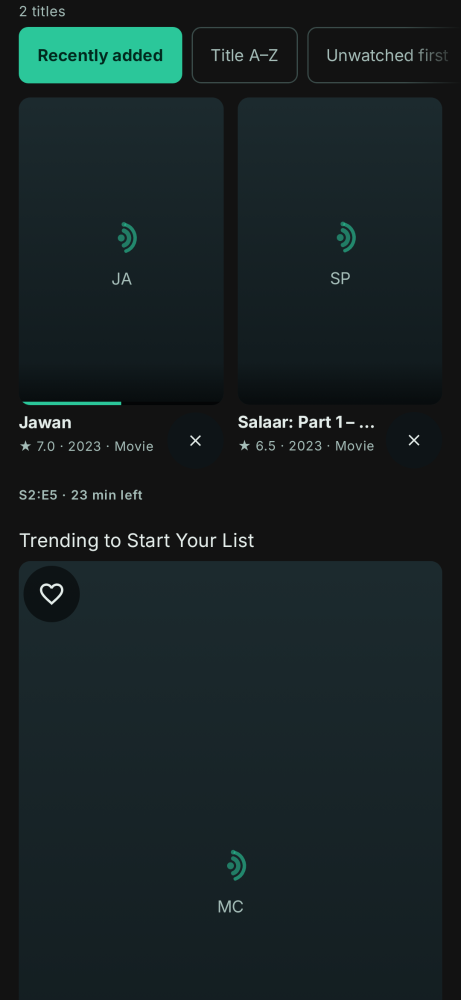 2 titles
Recently added
Title A–Z
Unwatched first
JA
SP
Jawan
★ 7.0 · 2023 · Movie
Salaar: Part 1 – ...
★ 6.5 · 2023 · Movie
S2:E5 · 23 min left
Trending to Start Your List
MC